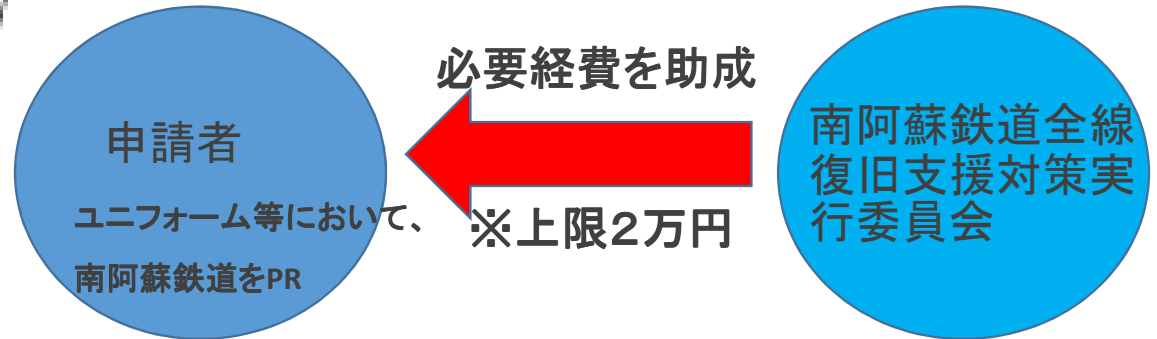 申請者
ユニフォーム等において、
南阿蘇鉄道をPR
必要経費を助成
※上限２万円
南阿蘇鉄道全線
復旧支援対策実
行委員会